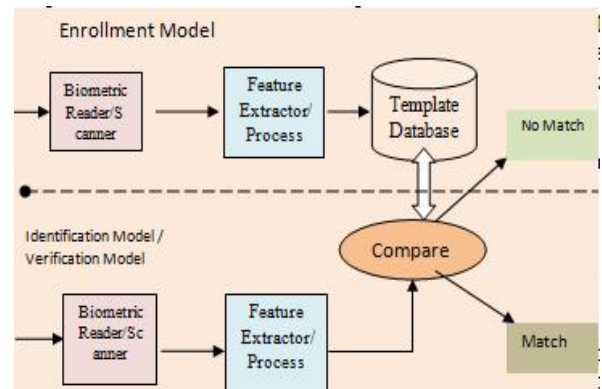 Enrollment Model
Biometric
Reader/S
canner
Feature
Extractor/
Process
Template
Database
No Match
Identification Model /
Verification Model
Compare
Biometric
Reader/Sc
anner
Feature
Extractor/
Process
Match